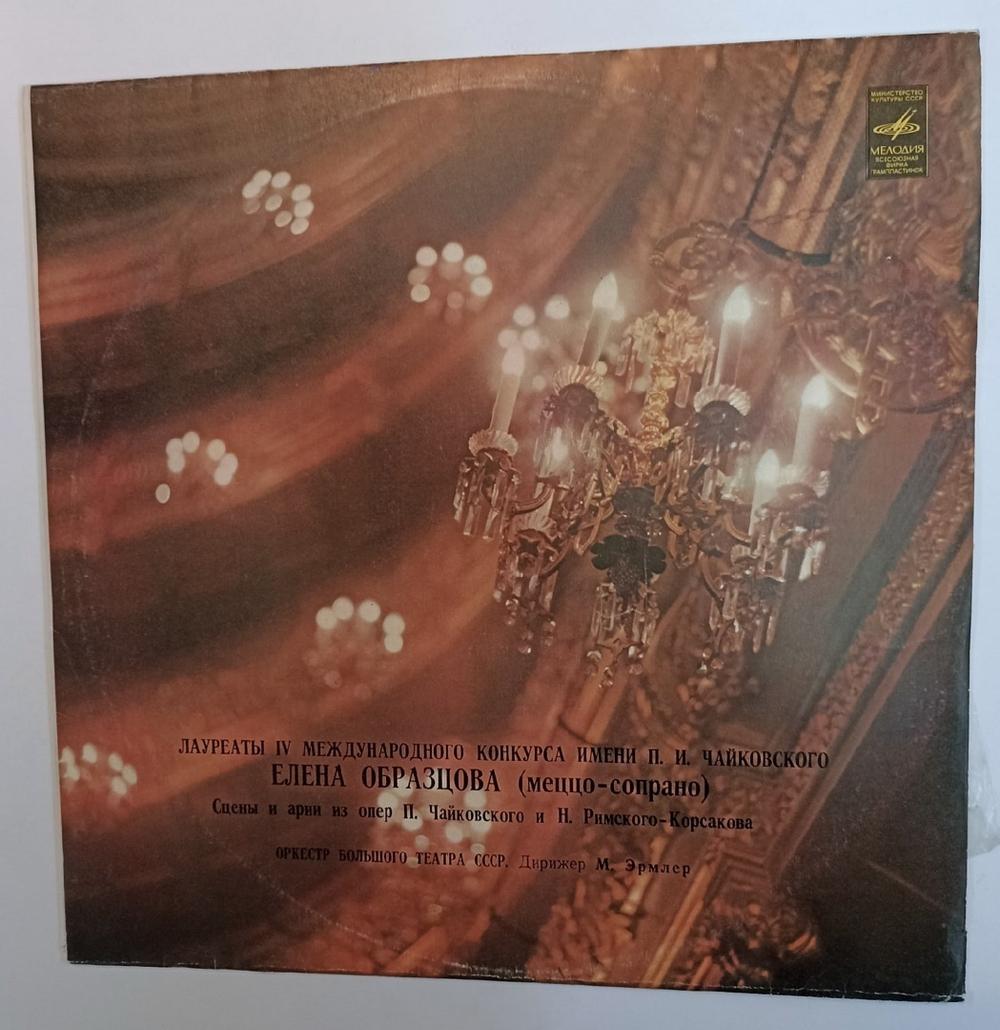 МИНИСТЕРСТВО
КУЛЬТУРЫ СССР
МЕЛОДИЯ
ВСЕСОЮЗНАЯ
ФИРМА
ГРАМПЛАСТИНОК
ЛАУРЕАТЫ IV МЕЖДУНАРОДНОГО КОНКУРСА ИМЕНИ П. И. ЧАЙКОВСКОГО
ЕЛЕНА ОБРАЗЦОВА (меццо-сопрано)
Сцены и арии из опер П. Чайковского и Н. Римского-Корсакова
ОРКЕСТР БОЛЬШОГО ТЕАТРА СССР. Дирижер М. Эрмлер